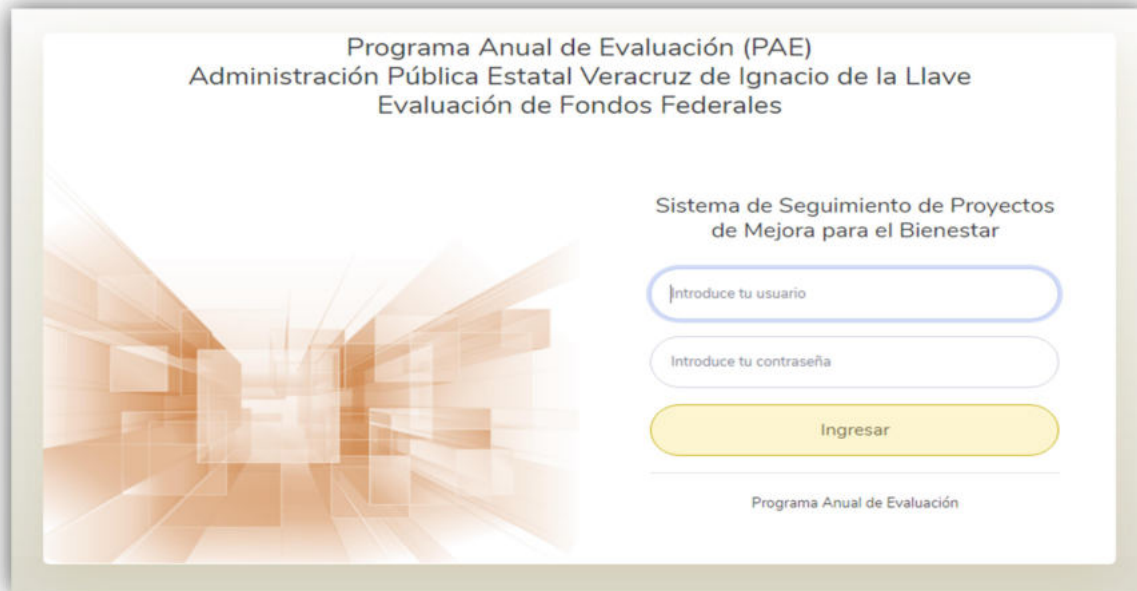 Programa Anual de Evaluación (PAE)
Administración Pública Estatal Veracruz de Ignacio de la Llave
Evaluación de Fondos Federales
Sistema de Seguimiento de Proyectos
de Mejora para el Bienestar
Introduce tu usuario
Introduce tu contraseña
Ingresar
Programa Anual de Evaluación